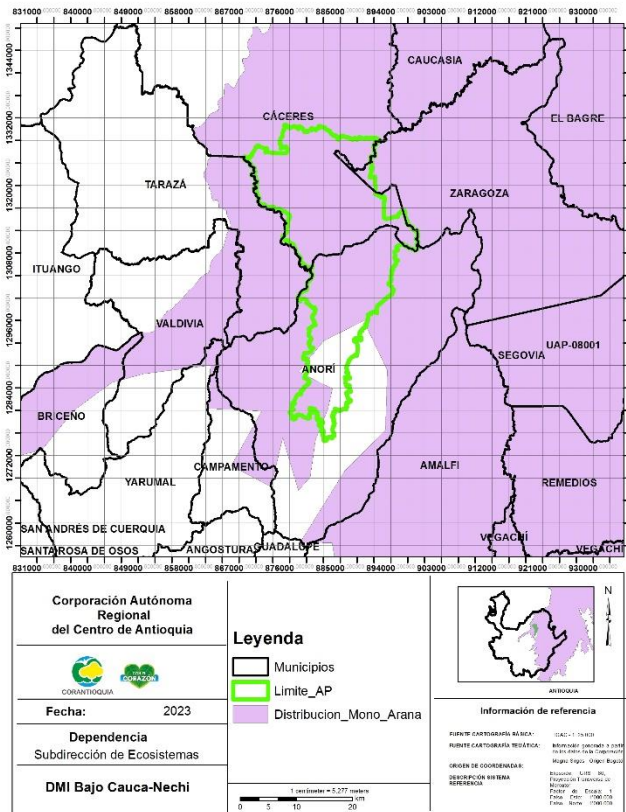 831000 840000 849000 858000 867000 876000 885000 894000 903000 912000 921000 930000
1344000
1332000
1320000
1308000
1296000
1284000
1272000
1260000
CAUCASIA
CÁCERES
EL BAGRE
TARAZÁ
ZARAGOZA
ITUANGO
VALDIVIA
UAP-08001
SEGOVIA
ANORÍ
BRICEÑO
CAMPAMENTO
AMALFI
YARUMAL
REMEDIOS
SAN ANDRÉS DE CUERQUIA
SANTA ROSA DE OSOS
ANGOSTURA
GUADALUPE
VEGACHÍ
VEGACHÍ
831000 840000 849000 858000 867000 876000 885000 894000 903000 912000 921000 930000
Corporación Autónoma
Regional
del Centro de Antioquia
CORANTIOQUIA
CORAZÓN
Fecha: 2023
Dependencia
Subdirección de Ecosistemas
DMI Bajo Cauca-Nechi
Leyenda
Municipios
Limite_AP
Distribucion_Mono_Arana
1 centimeter = 5,277 meters
0 5 10 20
km
N
ANTIOQUIA
Información de referencia
FUENTE CARTOGRAFÍA BÁSICA:
FUENTE CARTOGRAFÍA TEMÁTICA:
ORIGEN DE COORDENADAS:
DESCRIPCIÓN SISTEMA
REFERENCIA